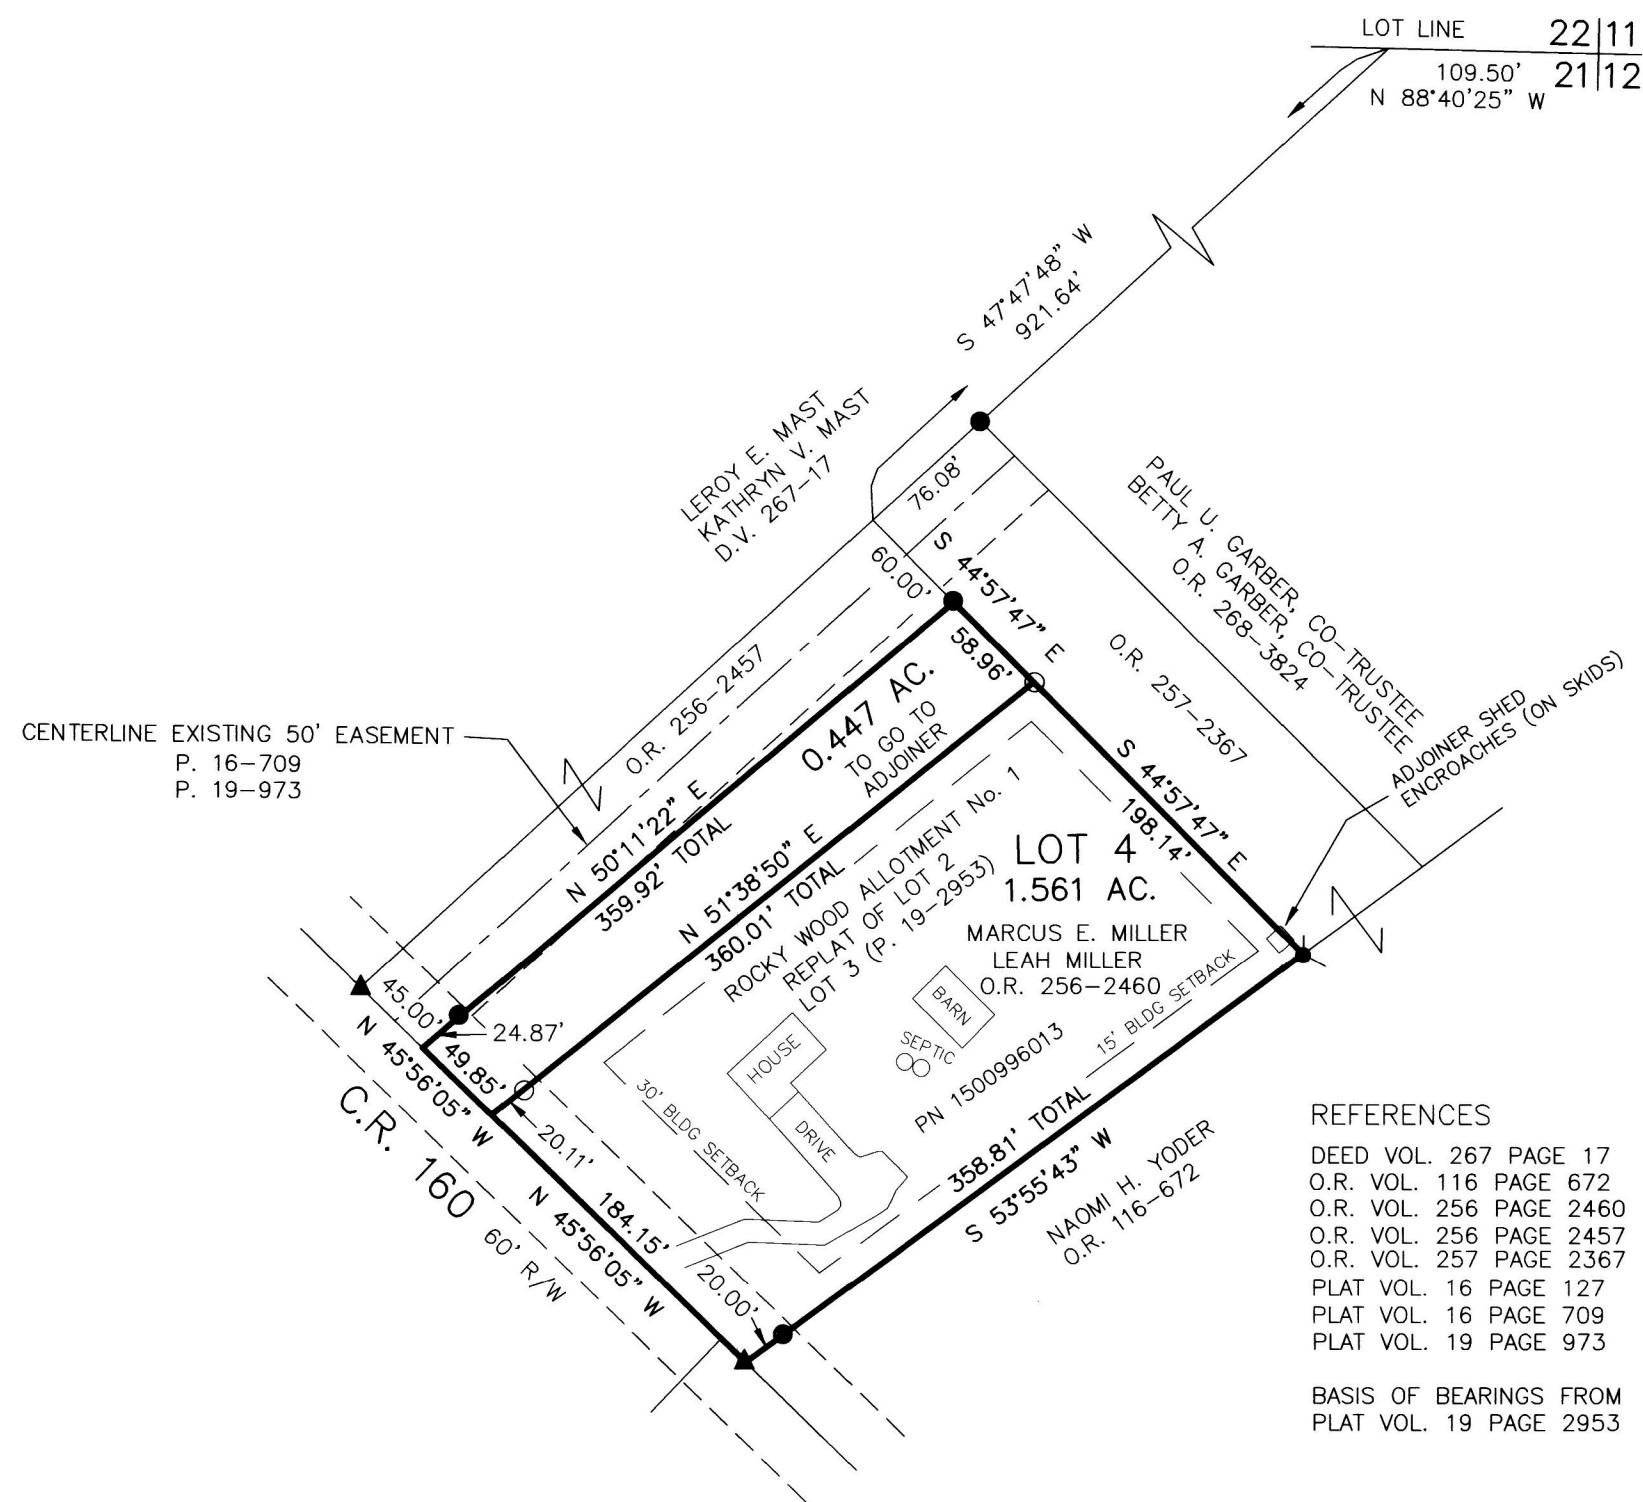 LOT LINE
22|11
109.50'
21|12
N 88°40'25" W
S 47°47'48" W
921.64'
LEROY E. MAST
KATHRYN V. MAST
D.V. 267-17
76.08'
60.00'
S 44°57'47" E
58.96'
PAUL U. GARBER, CO-TRUSTEE
BETTY A. GARBER, CO-TRUSTEE
O.R. 268-3824
O.R. 257-2367
ADJOINER SHED
ENCROACHES (ON SKIDS)
CENTERLINE EXISTING 50' EASEMENT
P. 16-709
P. 19-973
O.R. 256-2457
0.447 AC.
TO GO TO
ADJOINER
N 50°11'22" E
359.92' TOTAL
N 51°38'50" E
360.01' TOTAL
S 44°57'47" E
198.14'
ROCKY WOOD ALLOTMENT No. 1
REPLAT OF LOT 2
LOT 3 (P. 19-2953)
LOT 4
1.561 AC.
MARCUS E. MILLER
LEAH MILLER
O.R. 256-2460
BARN
SEPTIC
HOUSE
DRIVE
PN 1500996013
15' BLDG SETBACK
30' BLDG SETBACK
45.00'
24.87'
49.85'
N 45°56'05" W
20.11'
C.R. 160
60' R/W
184.15'
N 45°56'05" W
20.00'
358.81' TOTAL
S 53°55'43" W
NAOMI H. YODER
O.R. 116-672
REFERENCES
DEED VOL. 267 PAGE 17
O.R. VOL. 116 PAGE 672
O.R. VOL. 256 PAGE 2460
O.R. VOL. 256 PAGE 2457
O.R. VOL. 257 PAGE 2367
PLAT VOL. 16 PAGE 127
PLAT VOL. 16 PAGE 709
PLAT VOL. 19 PAGE 973
BASIS OF BEARINGS FROM
PLAT VOL. 19 PAGE 2953